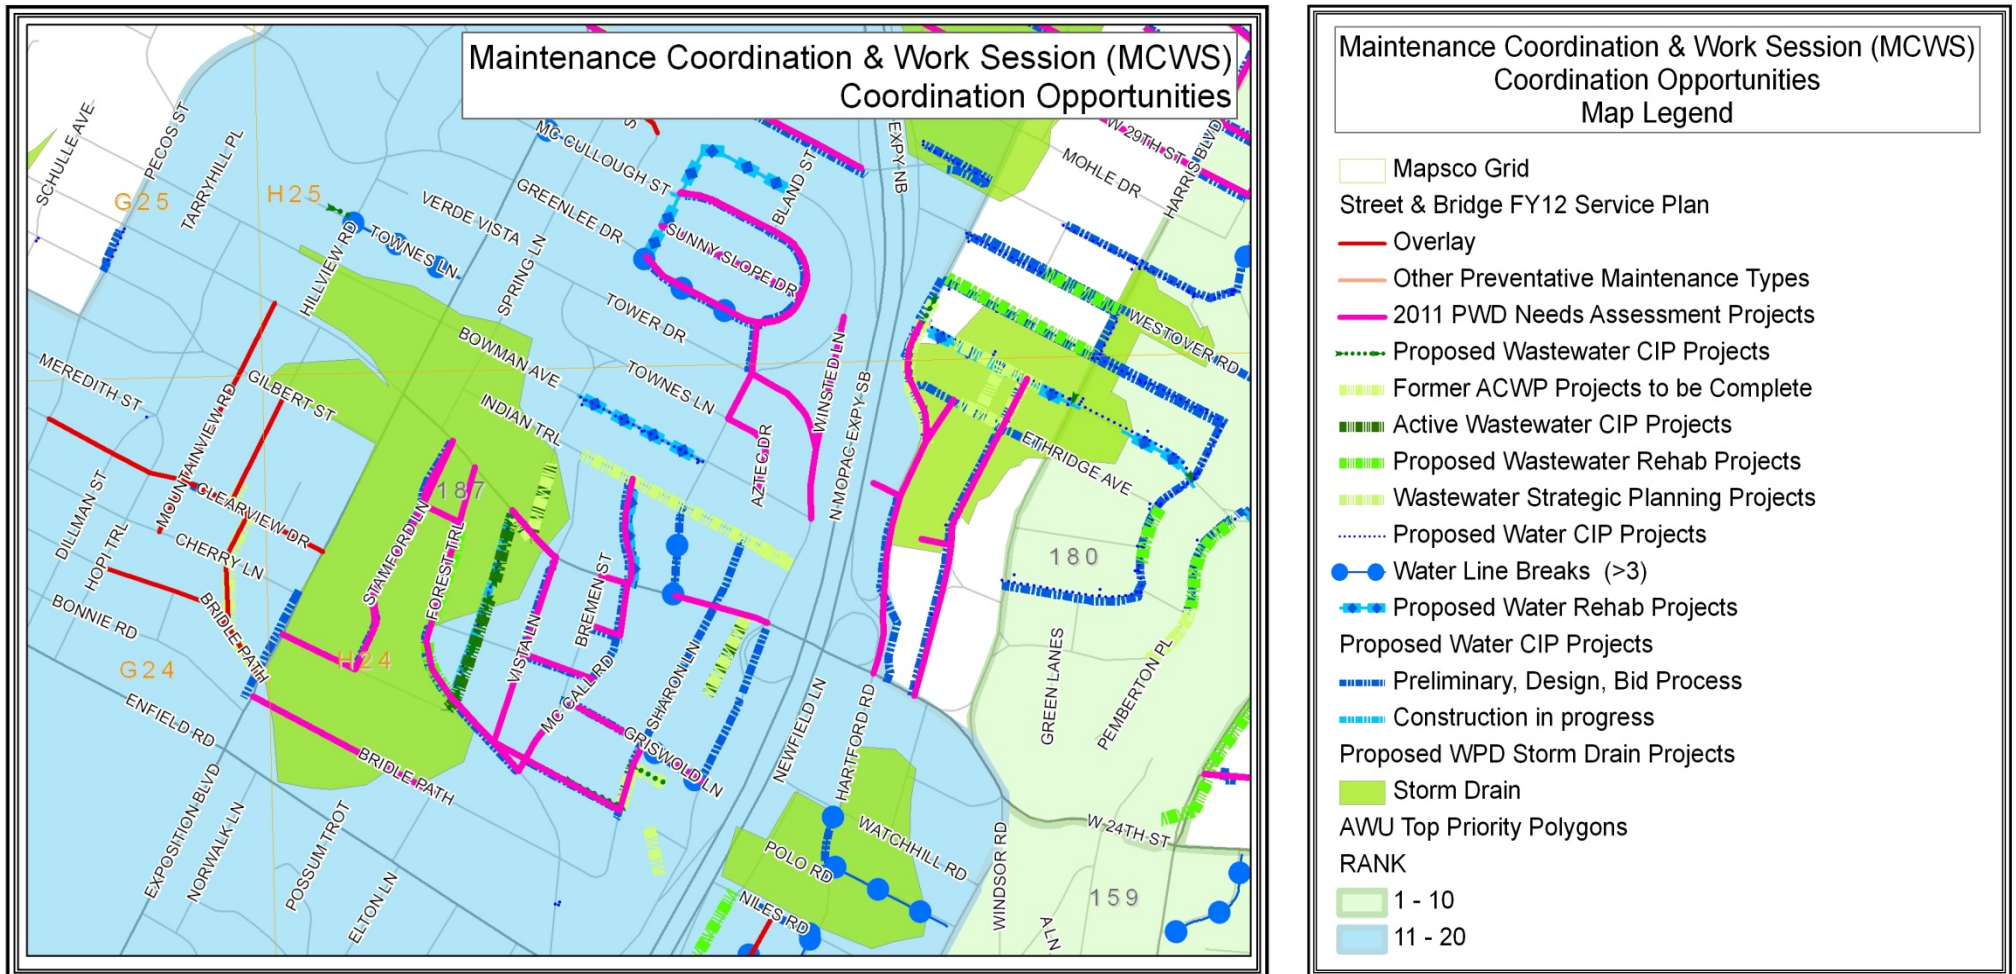 Maintenance Coordination & Work Session (MCWS)
Coordination Opportunities
SCHULLE AVE
PECOS ST
TARRYHILL PL
G25
H25
MC CULLOUGH ST
GREENLEE DR
VERDE VISTA
TOWNES LN
HILLVIEW RD
SPRING LN
BLAND ST
SUNNY SLOPE DR
EXPY NB
W 29TH ST
MOHLE DR
HARRIS BLVD
TOWER DR
BOWMAN AVE
TOWNES LN
WINSTED LN
N MOPAC EXPY SB
WESTOVER RD
MEREDITH ST
GILBERT ST
MOUNTAINVIEW RD
INDIAN TRL
AZTEC DR
ETHRIDGE AVE
187
CLEARVIEW DR
DILLMAN ST
HOPI TRL
CHERRY LN
STAMFORD LN
FOREST TRL
180
BONNIE RD
BRIDLE PATH
BREMEN ST
VISTA LN
G24
H24
MC CALL RD
SHARON LN
GREEN LANES
PEMBERTON PL
ENFIELD RD
BRIDLE PATH
GRISWOLD LN
NEWFIELD LN
HARTFORD RD
EXPOSITION BLVD
NORWALK LN
POSSUM TROT
ELTON LN
WATCHHILL RD
POLO RD
NILES RD
WINDSOR RD
W 24TH ST
159
A LN
Maintenance Coordination & Work Session (MCWS)
Coordination Opportunities
Map Legend
Mapsco Grid
Street & Bridge FY12 Service Plan
Overlay
Other Preventative Maintenance Types
2011 PWD Needs Assessment Projects
Proposed Wastewater CIP Projects
Former ACWP Projects to be Complete
Active Wastewater CIP Projects
Proposed Wastewater Rehab Projects
Wastewater Strategic Planning Projects
Proposed Water CIP Projects
Water Line Breaks (>3)
Proposed Water Rehab Projects
Proposed Water CIP Projects
Preliminary, Design, Bid Process
Construction in progress
Proposed WPD Storm Drain Projects
Storm Drain
AWU Top Priority Polygons
RANK
1 - 10
11 - 20